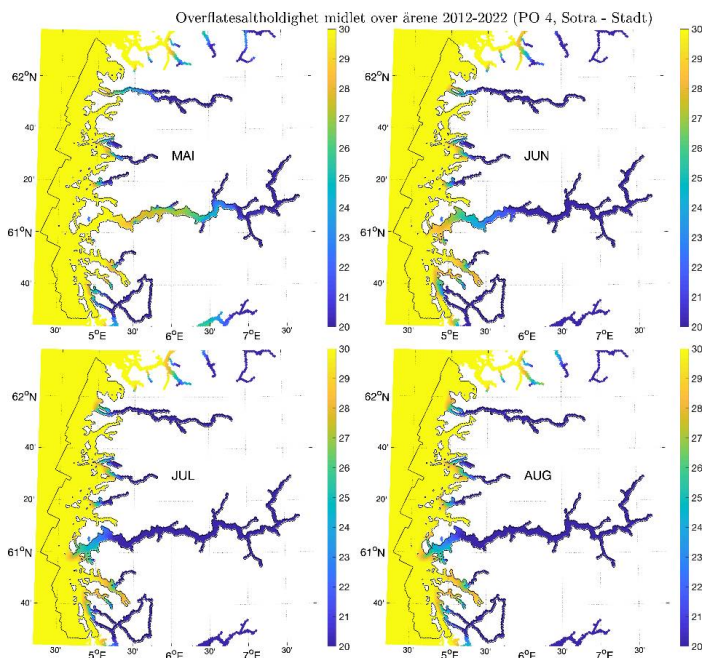 Overflatesaltholdighet midlet over årene 2012-2022 (PO 4, Sotra - Stadt)
62°N
40'
20'
61°N
40'
MAI
30'
5°E
30'
6°E
30'
7°E
30'
30
29
28
27
26
25
24
23
22
21
20
62°N
40'
20'
61°N
40'
JUN
30'
5°E
30'
6°E
30'
7°E
30'
30
29
28
27
26
25
24
23
22
21
20
62°N
40'
20'
61°N
40'
JUL
30'
5°E
30'
6°E
30'
7°E
30'
30
29
28
27
26
25
24
23
22
21
20
62°N
40'
20'
61°N
40'
AUG
30'
5°E
30'
6°E
30'
7°E
30'
30
29
28
27
26
25
24
23
22
21
20